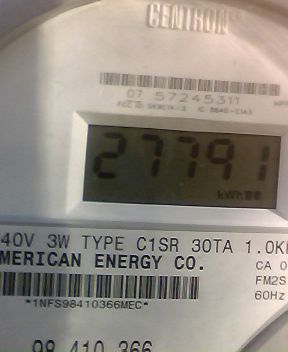 CENTRON
07 57245311
27791
kWh
40V 3W TYPE C1SR 30TA 1.0K
MERICAN ENERGY CO.
CA 0
FM2S
60Hz
*1NFS98410366MEC*
98 410 366